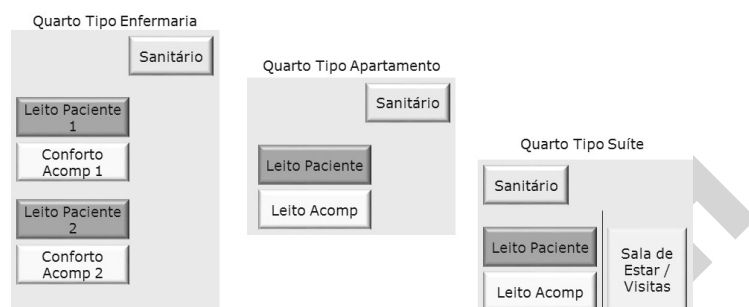 Quarto Tipo Enfermaria
Sanitário
Leito Paciente
1
Conforto
Acomp 1
Leito Paciente
2
Conforto
Acomp 2
Quarto Tipo Apartamento
Sanitário
Leito Paciente
Leito Acomp
Quarto Tipo Suíte
Sanitário
Leito Paciente
Leito Acomp
Sala de
Estar /
Visitas